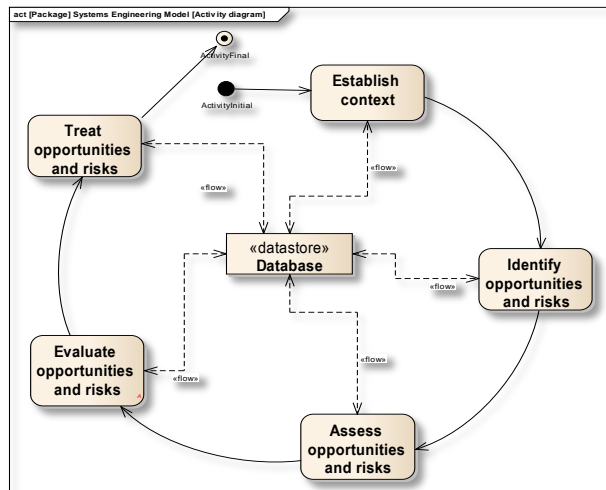 act [Package] Systems Engineering Model [Activity diagram]
ActivityFinal
ActivityInitial
Establish
context
Treat
opportunities
and risks
«flow»
«flow»
«datastore»
Database
Identify
opportunities
and risks
«flow»
Evaluate
opportunities
and risks
«flow»
«flow»
Assess
opportunities
and risks